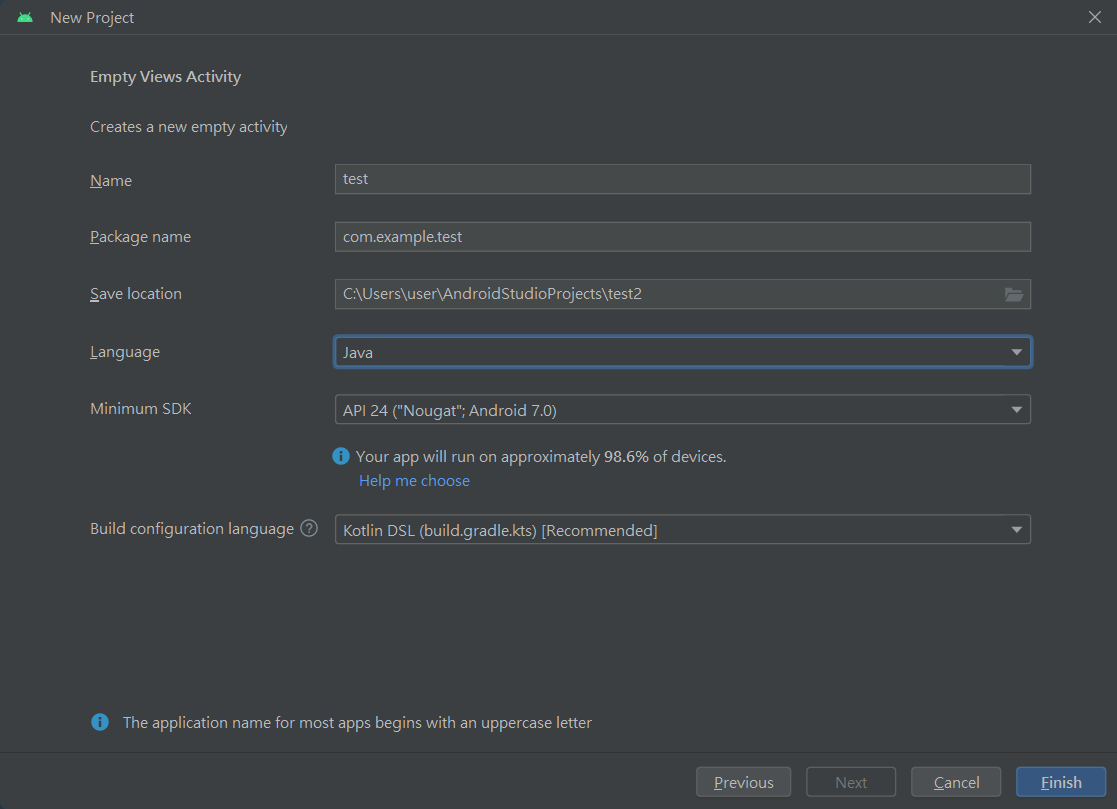 New Project
Empty Views Activity
Creates a new empty activity
Name test
Package name com.example.test
Save location C:\Users\user\AndroidStudioProjects\test2
Language Java
Minimum SDK API 24 ("Nougat"; Android 7.0)
Your app will run on approximately 98.6% of devices.
Help me choose
Build configuration language Kotlin DSL (build.gradle.kts) [Recommended]
The application name for most apps begins with an uppercase letter
Previous Next Cancel Finish